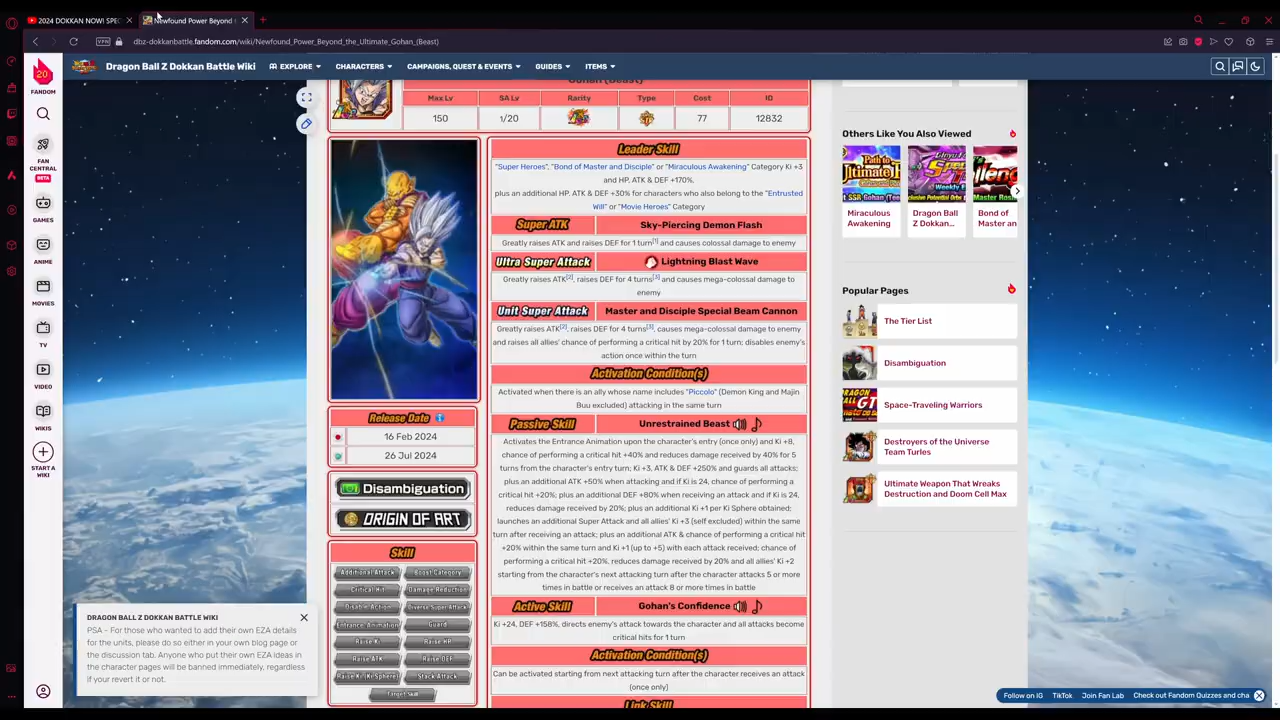 2024 DOKKAN NOW! SPEC
Newfound Power Beyond
VPN
dbz-dokkanbattle.fandom.com/wiki/Newfound_Power_Beyond_the_Ultimate_Gohan_(Beast)
20
FANDOM
FAN CENTRAL
BETA
GAMES
ANIME
MOVIES
TV
VIDEO
WIKIS
START A WIKI
Dragon Ball Z Dokkan Battle Wiki
EXPLORE
CHARACTERS
CAMPAIGNS, QUEST & EVENTS
GUIDES
ITEMS
Gohan (Beast)
Max Lv
SA Lv
Rarity
Type
Cost
ID
150
1/20
77
12832
Leader Skill
"Super Heroes", "Bond of Master and Disciple" or "Miraculous Awakening" Category Ki +3
and HP, ATK & DEF +170%,
plus an additional HP, ATK & DEF +30% for characters who also belong to the "Entrusted
Will" or "Movie Heroes" Category
Super ATK
Sky-Piercing Demon Flash
Greatly raises ATK and raises DEF for 1 turn[1] and causes colossal damage to enemy
Ultra Super Attack
Lightning Blast Wave
Greatly raises ATK[2], raises DEF for 4 turns[3] and causes mega-colossal damage to
enemy
Unit Super Attack
Master and Disciple Special Beam Cannon
Greatly raises ATK[2], raises DEF for 4 turns[3], causes mega-colossal damage to enemy
and raises all allies' chance of performing a critical hit by 20% for 1 turn; disables enemy's
action once within the turn
Activation Condition(s)
Activated when there is an ally whose name includes "Piccolo" (Demon King and Majin
Buu excluded) attacking in the same turn
Passive Skill
Unrestrained Beast
Activates the Entrance Animation upon the character's entry (once only) and Ki +8,
chance of performing a critical hit +40% and reduces damage received by 40% for 5
turns from the character's entry turn; Ki +3, ATK & DEF +250% and guards all attacks;
plus an additional ATK +50% when attacking and if Ki is 24, chance of performing a
critical hit +20%; plus an additional DEF +80% when receiving an attack and if Ki is 24,
reduces damage received by 20%; plus an additional Ki +1 per Ki Sphere obtained;
launches an additional Super Attack and all allies' Ki +3 (self excluded) within the same
turn after receiving an attack; plus an additional ATK & chance of performing a critical hit
+20% within the same turn and Ki +1 (up to +5) with each attack received; chance of
performing a critical hit +20%, reduces damage received by 20% and all allies' Ki +2
starting from the character's next attacking turn after the character attacks 5 or more
times in battle or receives an attack 8 or more times in battle
Active Skill
Gohan's Confidence
Ki +24, DEF +158%, directs enemy's attack towards the character and all attacks become
critical hits for 1 turn
Activation Condition(s)
Can be activated starting from next attacking turn after the character receives an attack
(once only)
Link Skill
Release Date
16 Feb 2024
26 Jul 2024
Disambiguation
ORIGIN OF ART
Skill
Additional Attack
Boost Category
Critical Hit
Damage Reduction
Disable Action
Diverse Super Attack
Entrance Animation
Guard
Raise Ki
Raise HP
Raise ATK
Raise DEF
Raise Ki (Ki Sphere)
Stack Attack
Target Skill
Others Like You Also Viewed
Miraculous
Awakening
Dragon Ball
Z Dokkan...
Bond of
Master an
Popular Pages
The Tier List
Disambiguation
Space-Traveling Warriors
Destroyers of the Universe
Team Turles
Ultimate Weapon That Wreaks
Destruction and Doom Cell Max
DRAGON BALL Z DOKKAN BATTLE WIKI
PSA - For those who wanted to add their own EZA details
for the units, please do so either in your own blog page or
the discussion tab. Anyone who put their own EZA ideas in
the character pages will be banned immediately, regardless
if your revert it or not.
Follow on IG
TikTok
Join Fan Lab
Check out Fandom Quizzes and cha